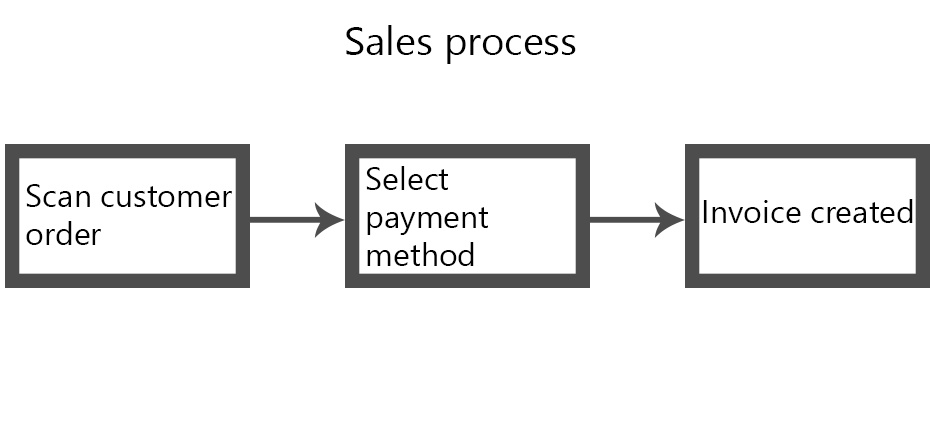 Sales process
Scan customer
order
Select
payment
method
Invoice created